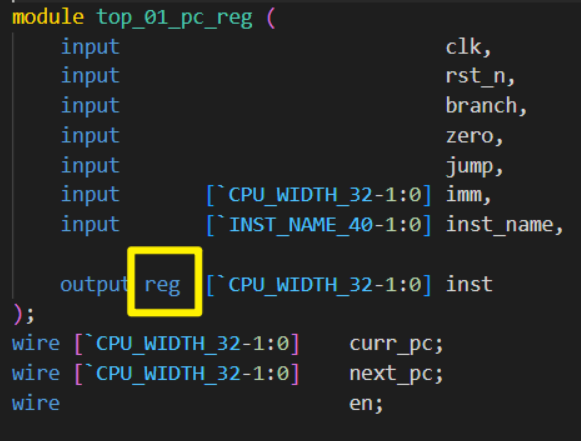 module top_01_pc_reg (
input clk,
input rst_n,
input branch,
input zero,
input jump,
input [`CPU_WIDTH_32-1:0] imm,
input [`INST_NAME_40-1:0] inst_name,
output reg [`CPU_WIDTH_32-1:0] inst
);
wire [`CPU_WIDTH_32-1:0] curr_pc;
wire [`CPU_WIDTH_32-1:0] next_pc;
wire en;